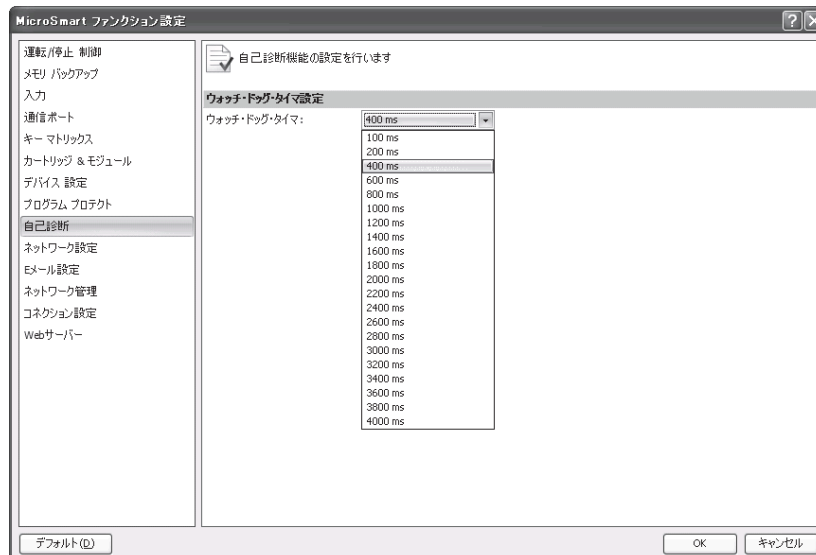 MicroSmart ファンクション設定
運転/停止 制御
メモリ バックアップ
入力
通信ポート
キー マトリックス
カートリッジ & モジュール
デバイス 設定
プログラム プロテクト
自己診断
ネットワーク設定
Eメール設定
ネットワーク管理
コネクション設定
Webサーバー
自己診断機能の設定を行います
ウォッチ・ドッグ・タイマ設定
ウォッチ・ドッグ・タイマ:
400 ms
100 ms
200 ms
400 ms
600 ms
800 ms
1000 ms
1200 ms
1400 ms
1600 ms
1800 ms
2000 ms
2200 ms
2400 ms
2600 ms
2800 ms
3000 ms
3200 ms
3400 ms
3600 ms
3800 ms
4000 ms
デフォルト(D)
OK
キャンセル